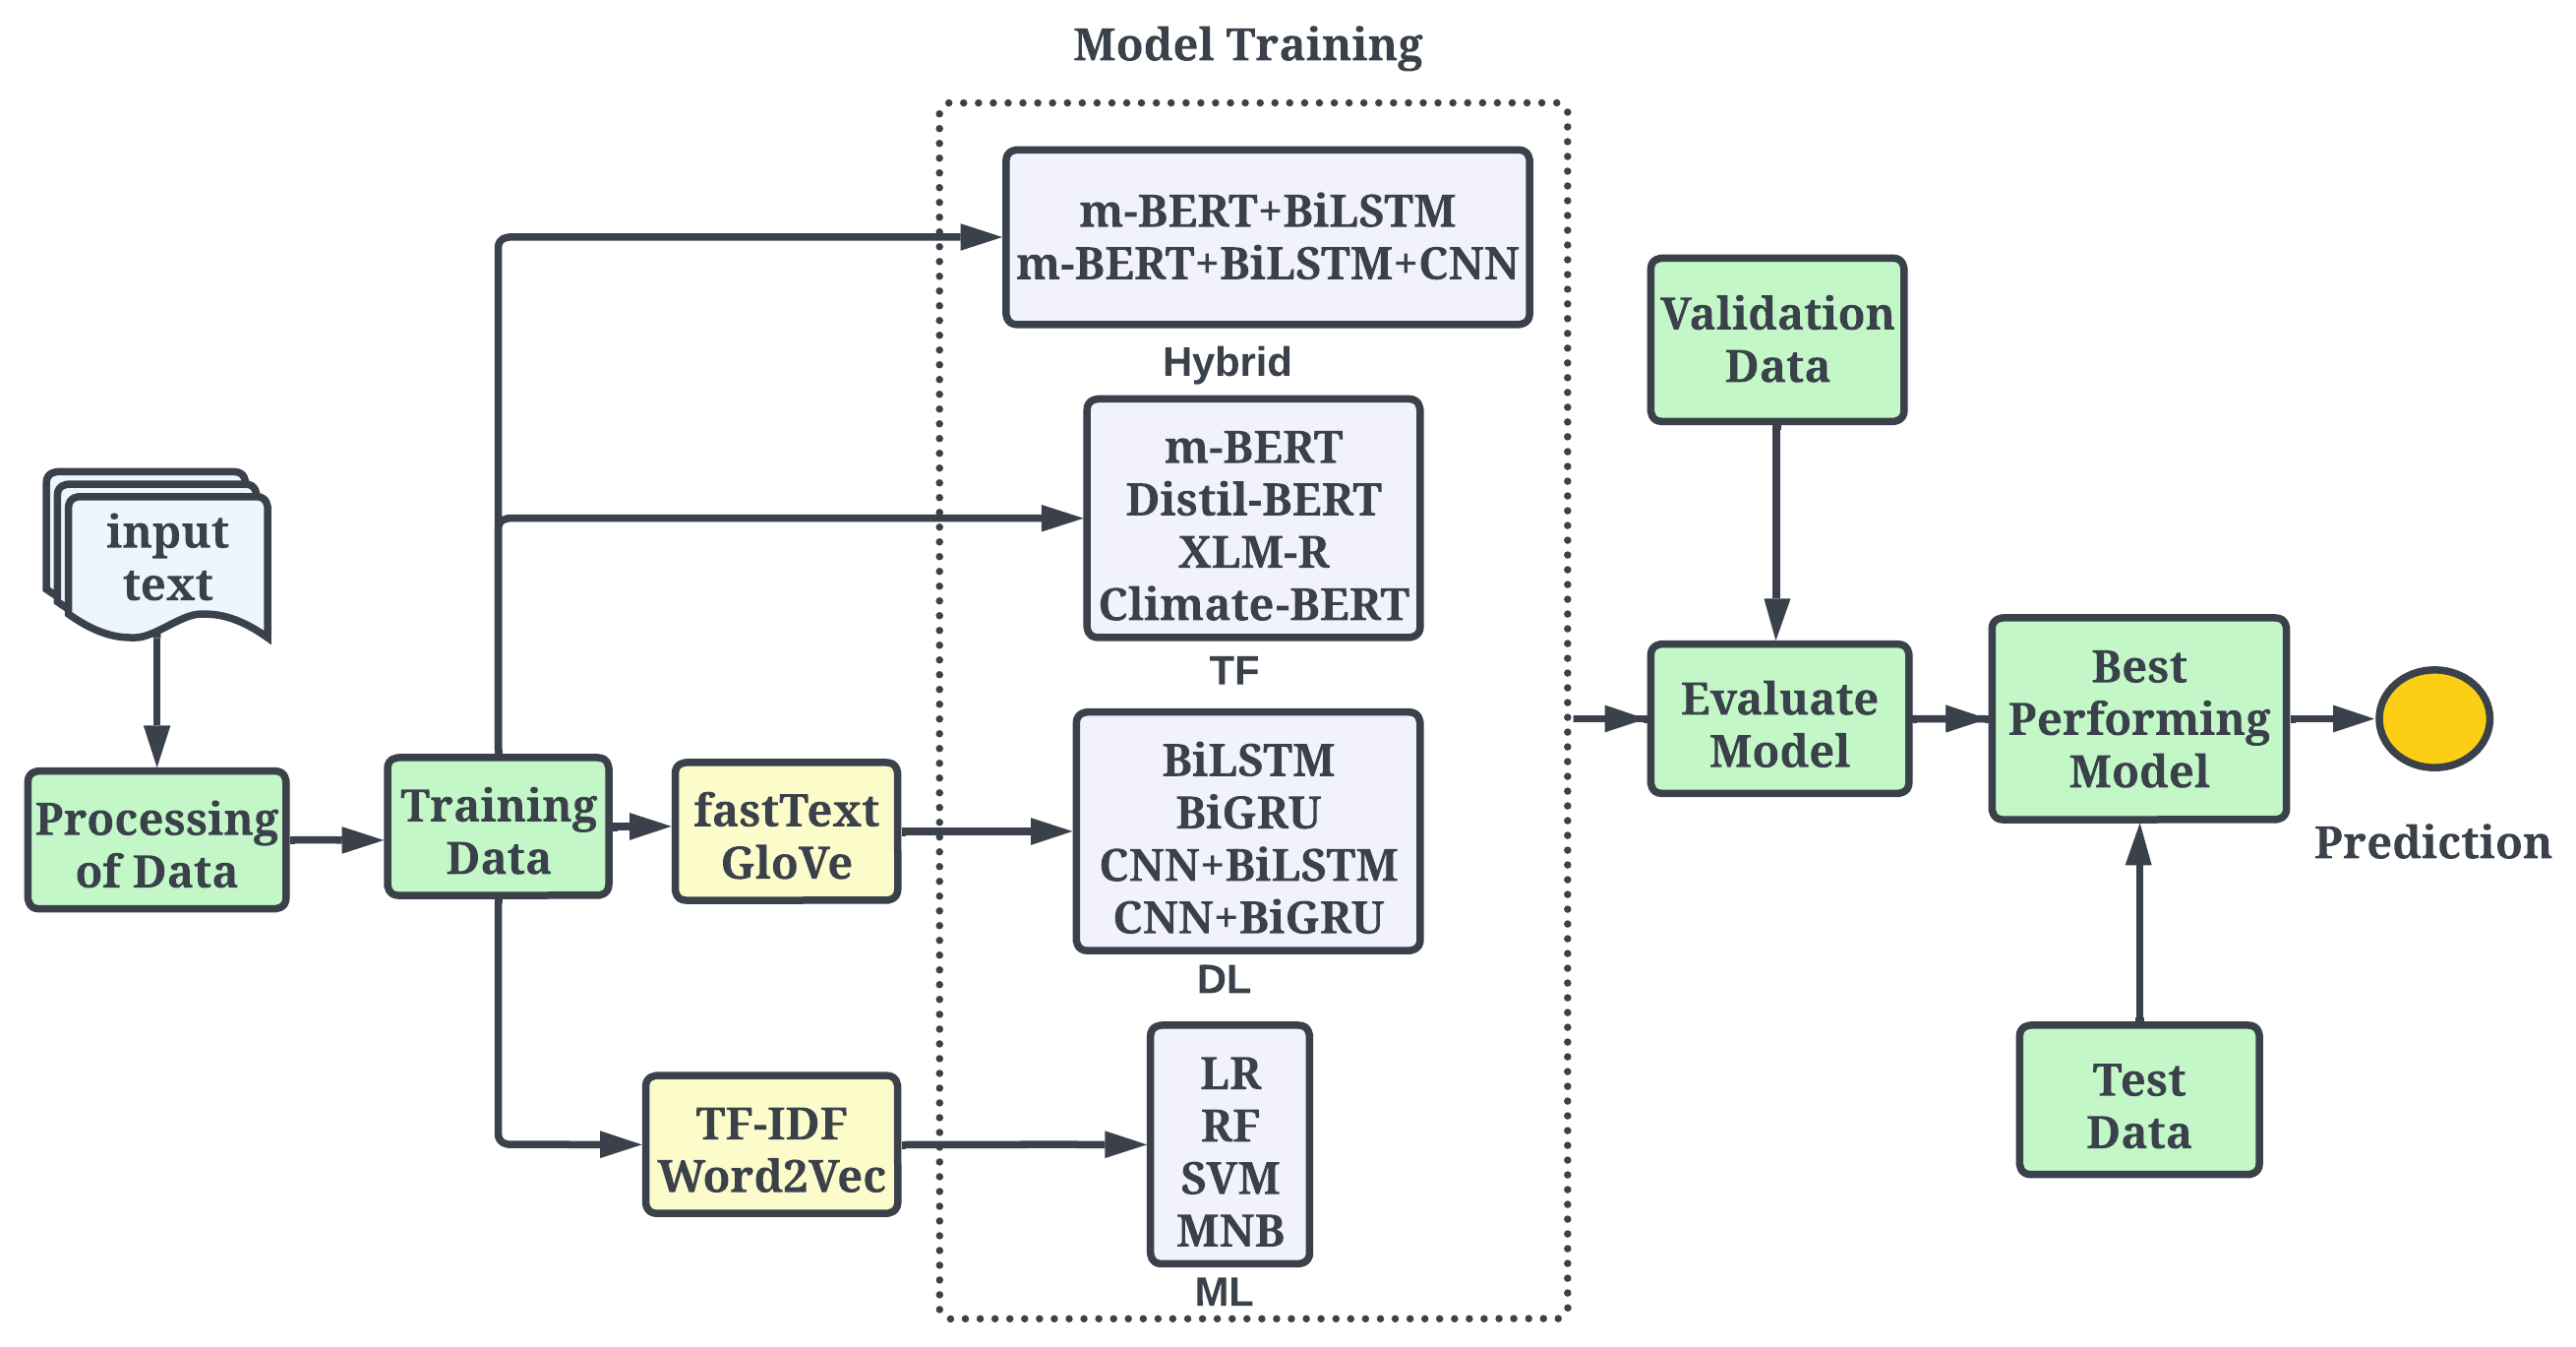 Model Training
m-BERT+BiLSTM
m-BERT+BiLSTM+CNN
Hybrid
m-BERT
Distil-BERT
XLM-R
Climate-BERT
TF
BiLSTM
BiGRU
CNN+BiLSTM
CNN+BiGRU
DL
LR
RF
SVM
MNB
ML
input
text
Processing
of Data
Training
Data
fastText
GloVe
TF-IDF
Word2Vec
Validation
Data
Evaluate
Model
Best
Performing
Model
Prediction
Test
Data